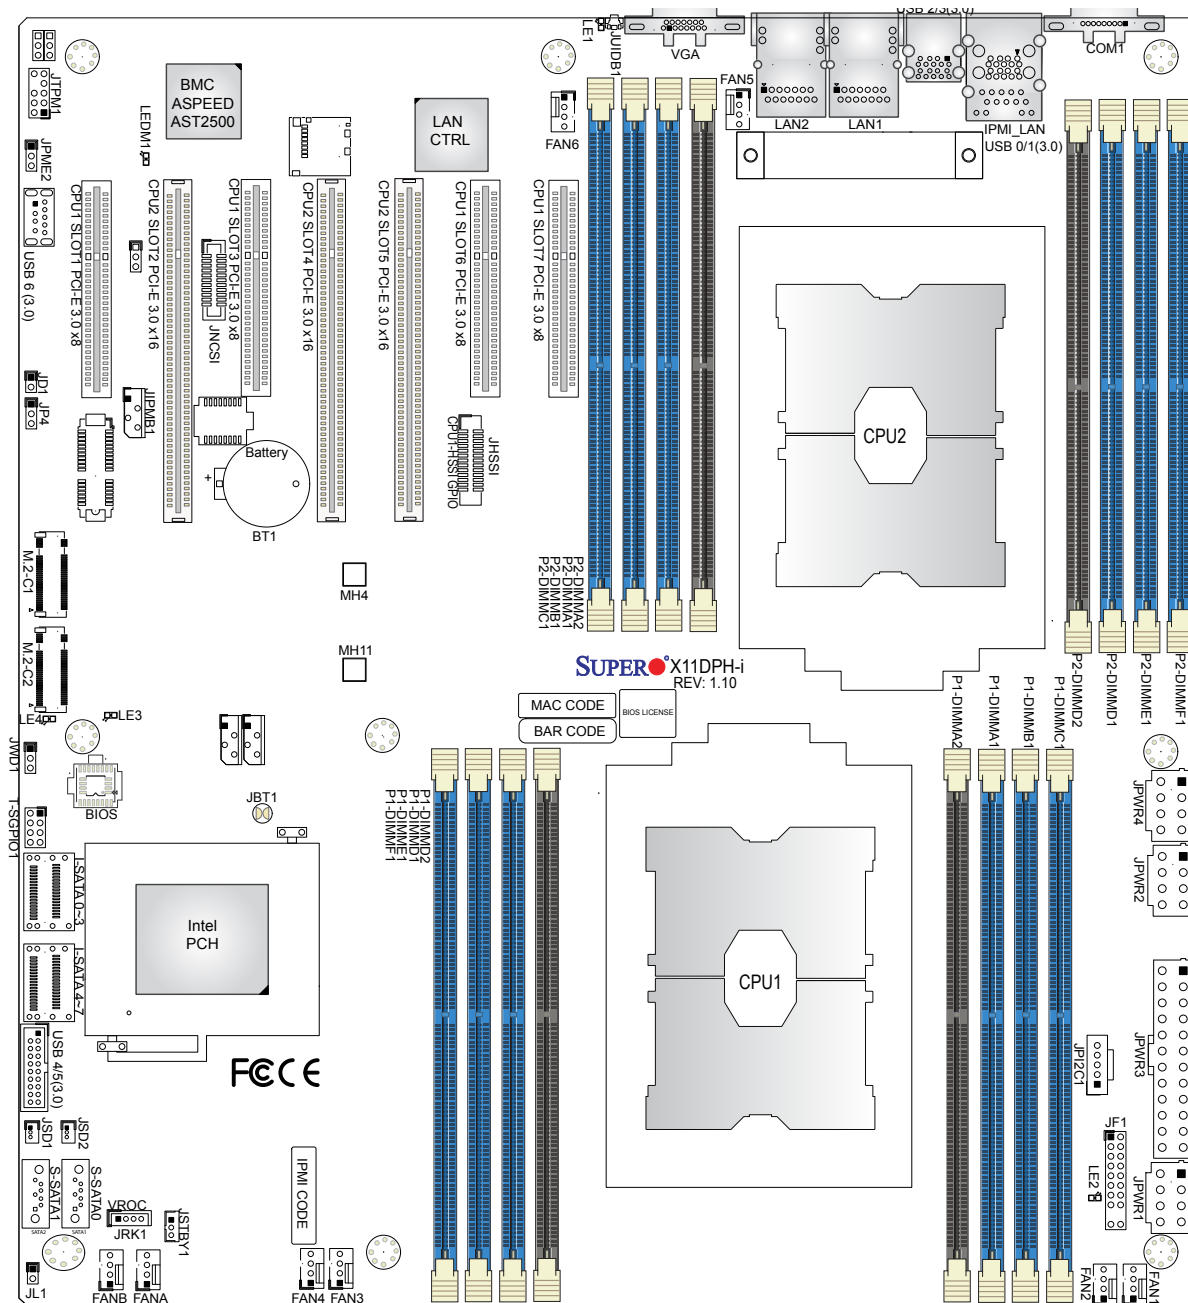 USB 2/3(3.0)
LE1
JUIDB1
VGA
COM1
JTPM1
BMC
ASPEED
AST2500
LEDM1
LAN
CTRL
FAN6
FAN5
LAN2
LAN1
IPMI_LAN
USB 0/1(3.0)
JPME2
USB 6 (3.0)
CPU1 SLOT1 PCI-E 3.0 x8
CPU2 SLOT2 PCI-E 3.0 x16
CPU1 SLOT3 PCI-E 3.0 x8
JNCSI
CPU2 SLOT4 PCI-E 3.0 x16
CPU2 SLOT5 PCI-E 3.0 x16
CPU1 SLOT6 PCI-E 3.0 x8
CPU1 SLOT7 PCI-E 3.0 x8
JD1
JP4
JIPMB1
Battery
+
BT1
JHSSI
CPU1-HSSI GPIO
CPU2
M.2-C1
M.2-C2
MH4
MH11
P2-DIMMA2
P2-DIMMA1
P2-DIMMB1
P2-DIMMC1
SUPER
X11DPH-i
REV: 1.10
MAC CODE
BAR CODE
BIOS LICENSE
P2-DIMMD2
P2-DIMMD1
P2-DIMME1
P2-DIMMF1
P1-DIMMA2
P1-DIMMA1
P1-DIMMB1
P1-DIMMC1
LE4
LE3
JWD1
BIOS
JBT1
T-SGPIO1
P1-DIMMD2
P1-DIMMD1
P1-DIMME1
P1-DIMMF1
JPWR4
JPWR2
I-SATA 0~3
I-SATA 4~7
Intel
PCH
CPU1
USB 4/5(3.0)
FC CE
JPWR3
JPI2C1
JSD1
JSD2
JF1
LE2
JPWR1
S-SATA1
S-SATA0
SATA2
SATA1
VROC
JRK1
JSTBY1
IPMI CODE
JL1
FANB
FANA
FAN4
FAN3
FAN2
FAN1